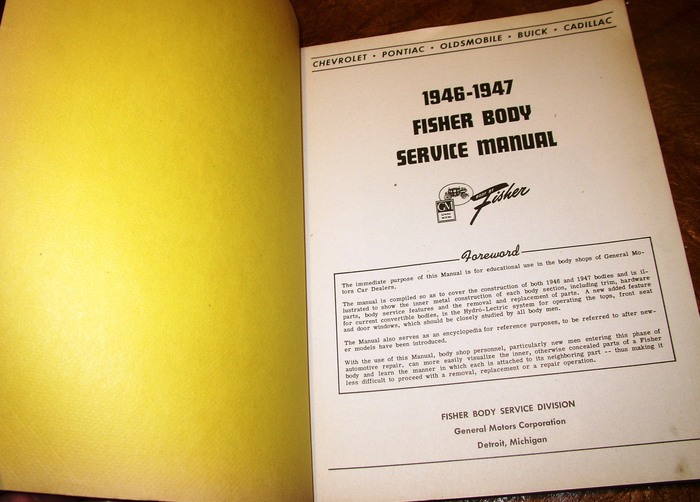 CHEVROLET • PONTIAC • OLDSMOBILE • BUICK • CADILLAC
1946-1947
FISHER BODY
SERVICE MANUAL
GM
BODY BY
Fisher
Foreword
The immediate purpose of this Manual is for educational use in the body shops of General Mo-
tors Car Dealers.
The manual is compiled so as to cover the construction of both 1946 and 1947 bodies and is il-
lustrated to show the inner metal construction of each body section, including trim, hardware
parts, body service features and the removal and replacement of parts. A new added feature
for current convertible bodies, is the Hydro-Lectric system for operating the tops, front seat
and door windows, which should be closely studied by all body men.
The Manual also serves as an encyclopedia for reference purposes, to be referred to after new-
er models have been introduced.
With the use of this Manual, body shop personnel, particularly new men entering this phase of
automotive repair, can more easily visualize the inner, otherwise concealed parts of a Fisher
body and learn the manner in which each is attached to its neighboring part -- thus making it
less difficult to proceed with a removal, replacement or a repair operation.
FISHER BODY SERVICE DIVISION
General Motors Corporation
Detroit, Michigan